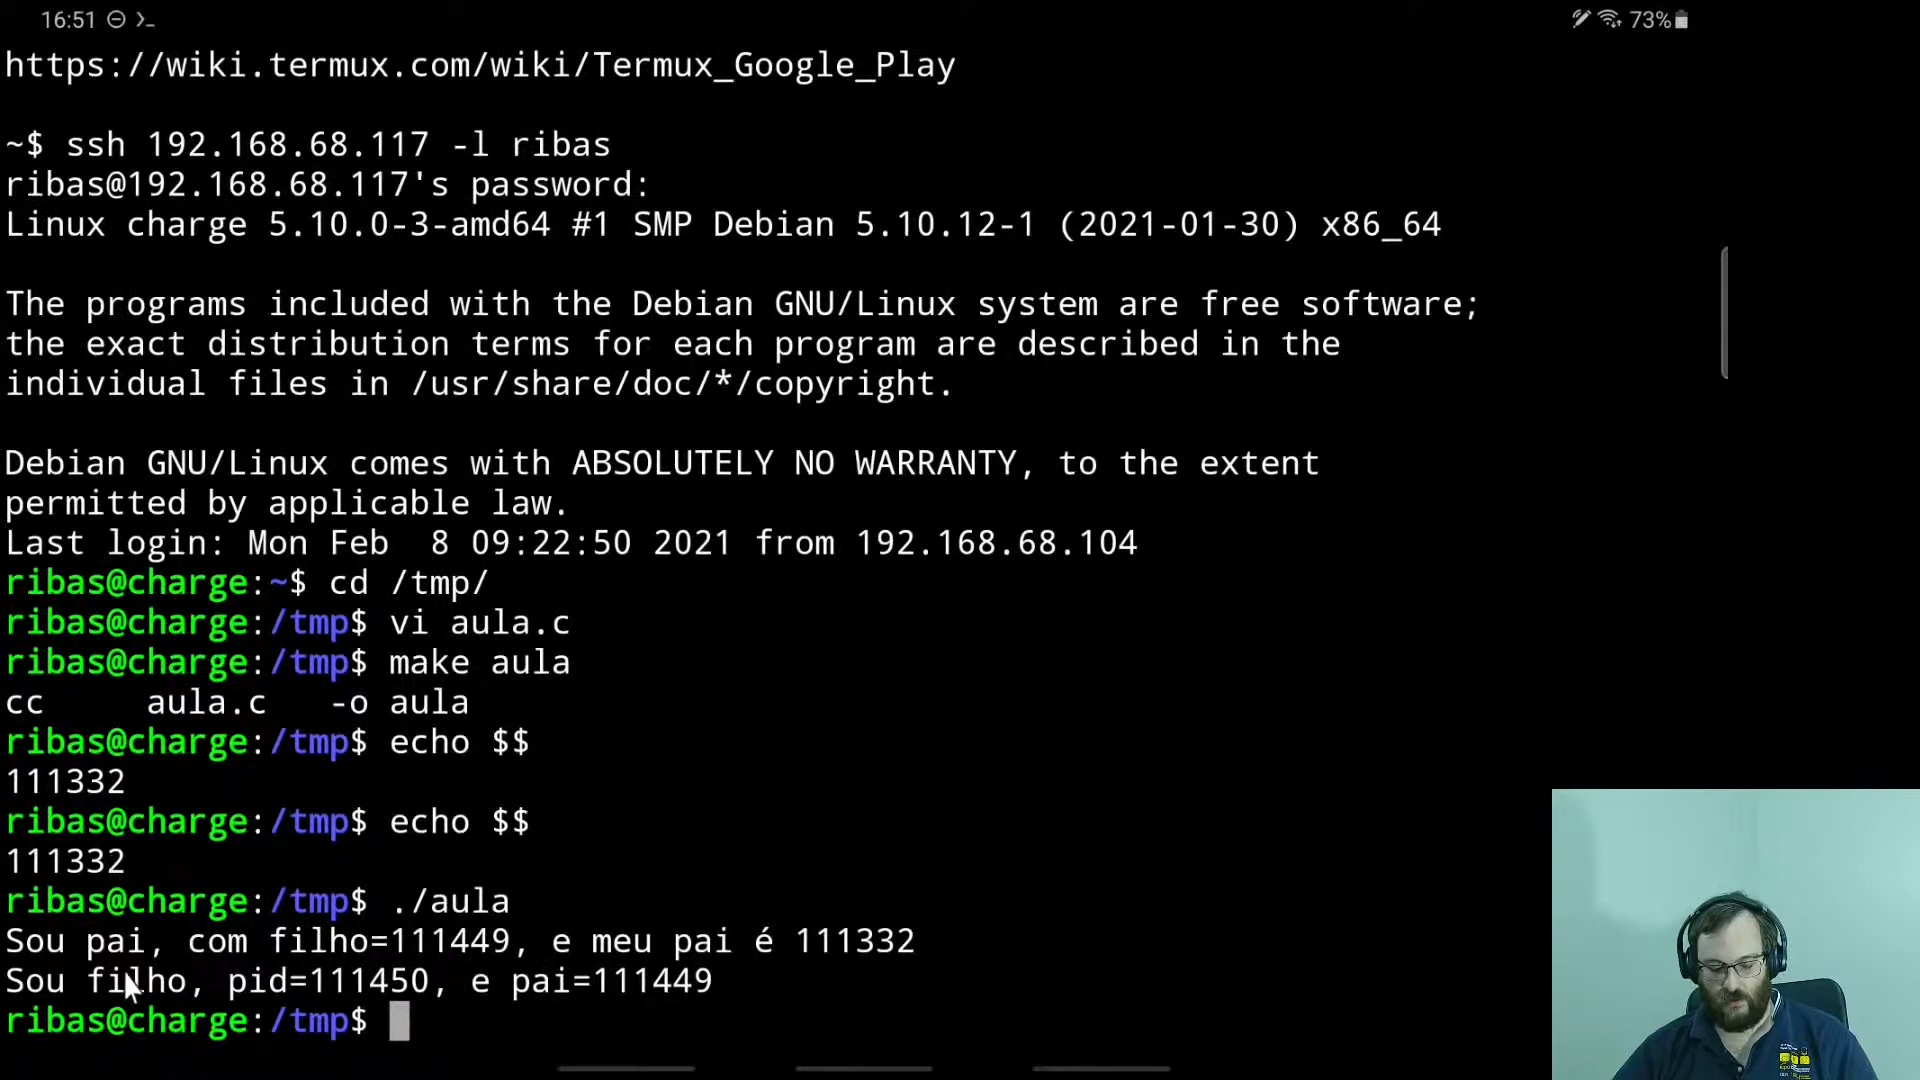 16:51
73%
https://wiki.termux.com/wiki/Termux_Google_Play
~$ ssh 192.168.68.117 -l ribas
ribas@192.168.68.117's password:
Linux charge 5.10.0-3-amd64 #1 SMP Debian 5.10.12-1 (2021-01-30) x86_64
The programs included with the Debian GNU/Linux system are free software;
the exact distribution terms for each program are described in the
individual files in /usr/share/doc/*/copyright.
Debian GNU/Linux comes with ABSOLUTELY NO WARRANTY, to the extent
permitted by applicable law.
Last login: Mon Feb  8 09:22:50 2021 from 192.168.68.104
ribas@charge:~$ cd /tmp/
ribas@charge:/tmp$ vi aula.c
ribas@charge:/tmp$ make aula
cc     aula.c   -o aula
ribas@charge:/tmp$ echo $$
111332
ribas@charge:/tmp$ echo $$
111332
ribas@charge:/tmp$ ./aula
Sou pai, com filho=111449, e meu pai é 111332
Sou filho, pid=111450, e pai=111449
ribas@charge:/tmp$